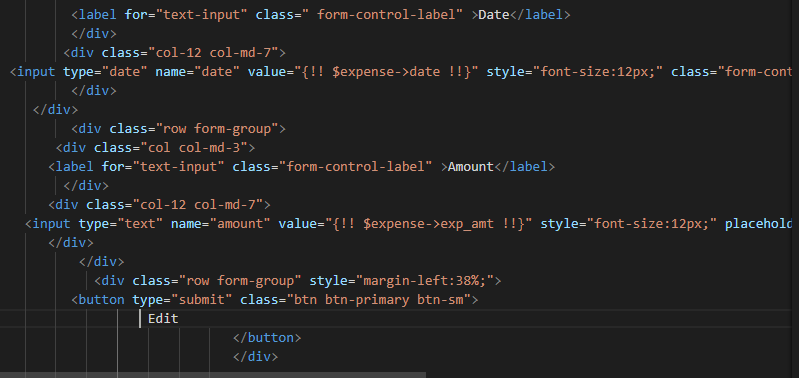 <label for="text-input" class=" form-control-label" >Date</label>
</div>
<div class="col-12 col-md-7">
<input type="date" name="date" value="{!! $expense->date !!}" style="font-size:12px;" class="form-cont
</div>
</div>
<div class="row form-group">
<div class="col col-md-3">
<label for="text-input" class="form-control-label" >Amount</label>
</div>
<div class="col-12 col-md-7">
<input type="text" name="amount" value="{!! $expense->exp_amt !!}" style="font-size:12px;" placehold
</div>
</div>
<div class="row form-group" style="margin-left:38%;">
<button type="submit" class="btn btn-primary btn-sm">
Edit
</button>
</div>